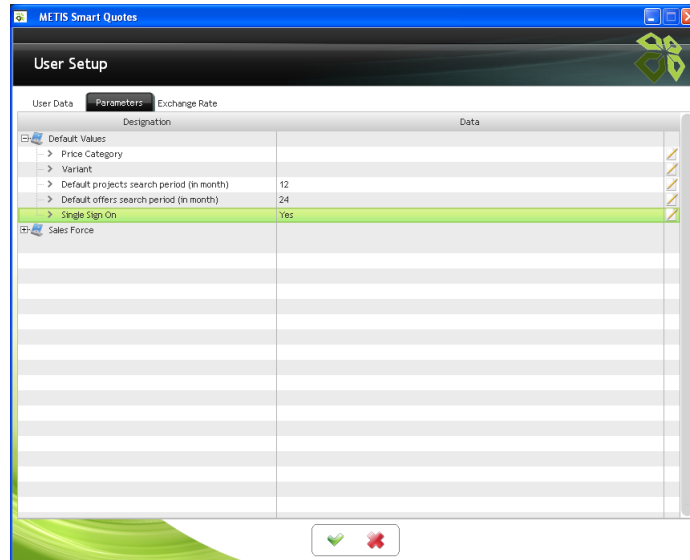 METIS Smart Quotes
User Setup
User Data Parameters Exchange Rate
Designation Data
Default Values
Price Category
Variant
Default projects search period (in month) 12
Default offers search period (in month) 24
Single Sign On Yes
Sales Force